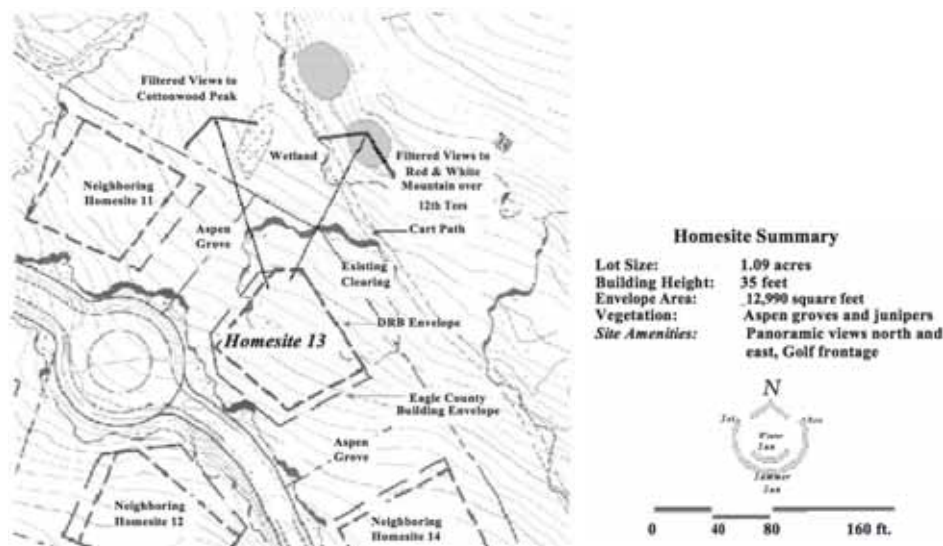 Filtered Views to
Cottonwood Peak
Wetland
Filtered Views to
Red & White
Mountain over
12th Tees
Neighboring
Homesite 11
Aspen
Grove
Cart Path
Existing
Clearing
DRB Envelope
Homesite 13
Eagle County
Building Envelope
Aspen
Grove
Neighboring
Homesite 12
Neighboring
Homesite 14
Homesite Summary
Lot Size: 1.09 acres
Building Height: 35 feet
Envelope Area: 12,990 square feet
Vegetation: Aspen groves and junipers
Site Amenities: Panoramic views north and
east, Golf frontage
N
Winter
Sun
Summer
Sun
0 40 80 160 ft.